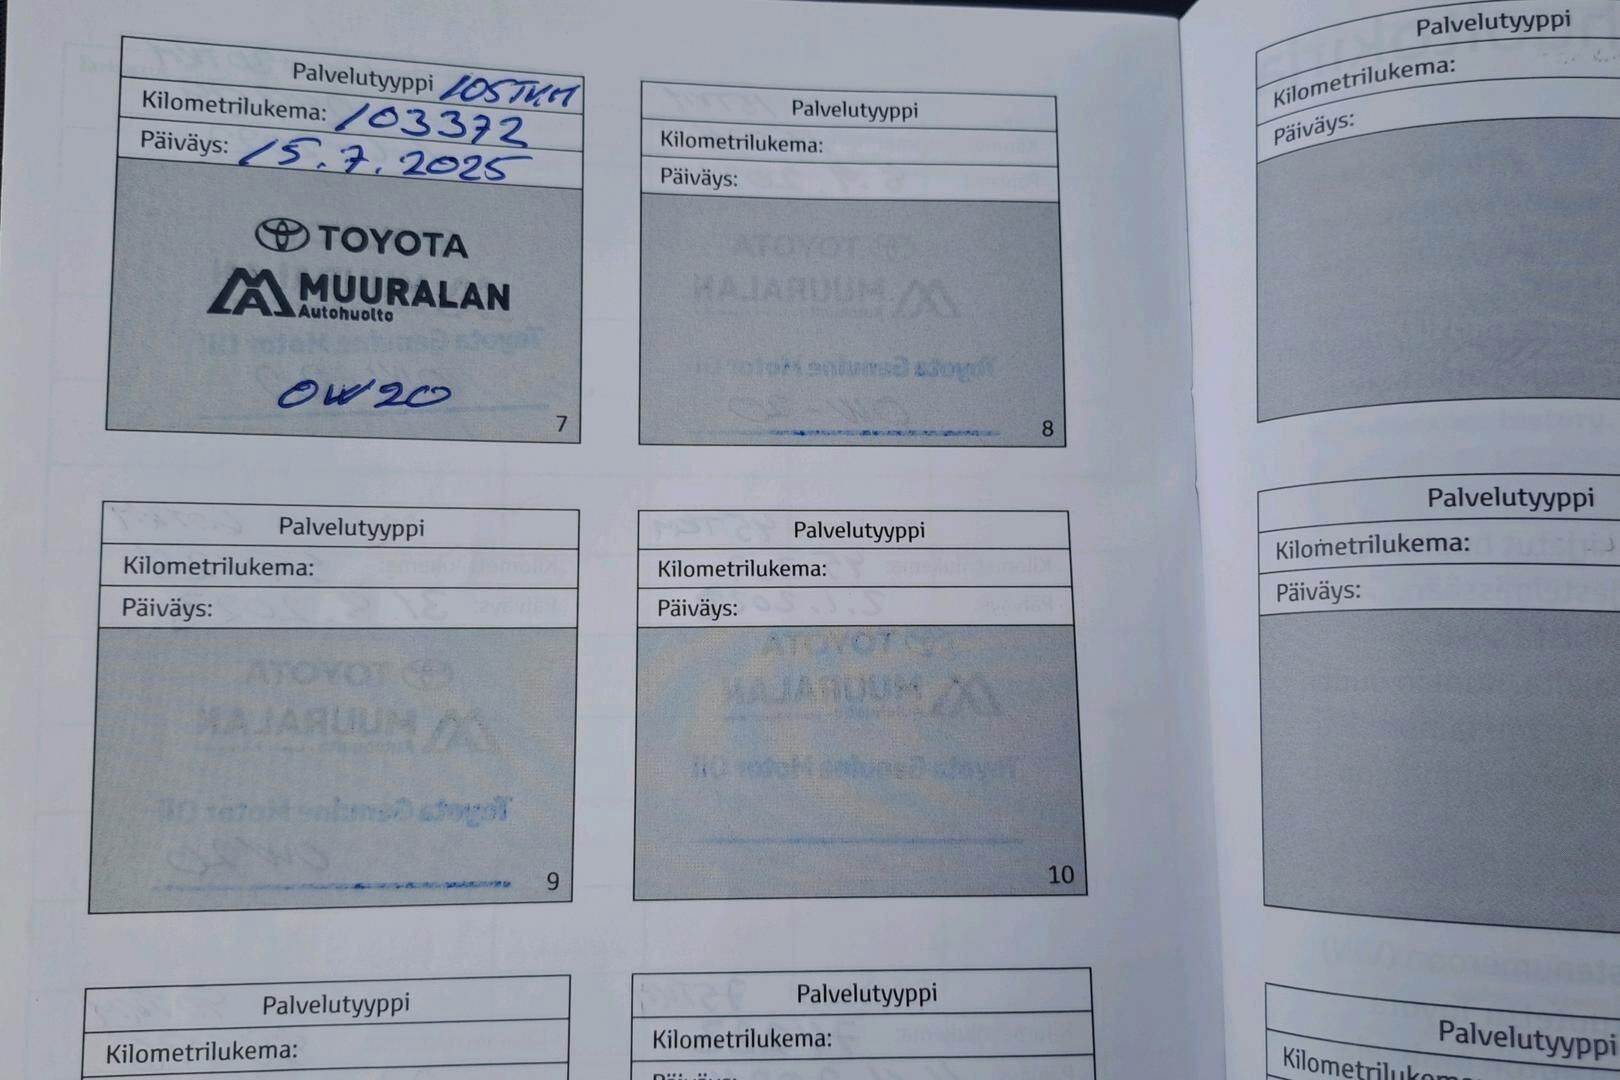 Palvelutyyppi 105TKM
Kilometrilukema: 103372
Päiväys: 15.7.2025
TOYOTA
MUURALAN
Autohuolto
0W20
7
Palvelutyyppi
Kilometrilukema:
Päiväys:
8
Palvelutyyppi
Kilometrilukema:
Päiväys:
Palvelutyyppi
Kilometrilukema:
Päiväys:
9
Palvelutyyppi
Kilometrilukema:
Päiväys:
10
Palvelutyyppi
Kilometrilukema:
Päiväys:
Palvelutyyppi
Kilometrilukema:
Palvelutyyppi
Kilometrilukema:
Palvelutyyppi